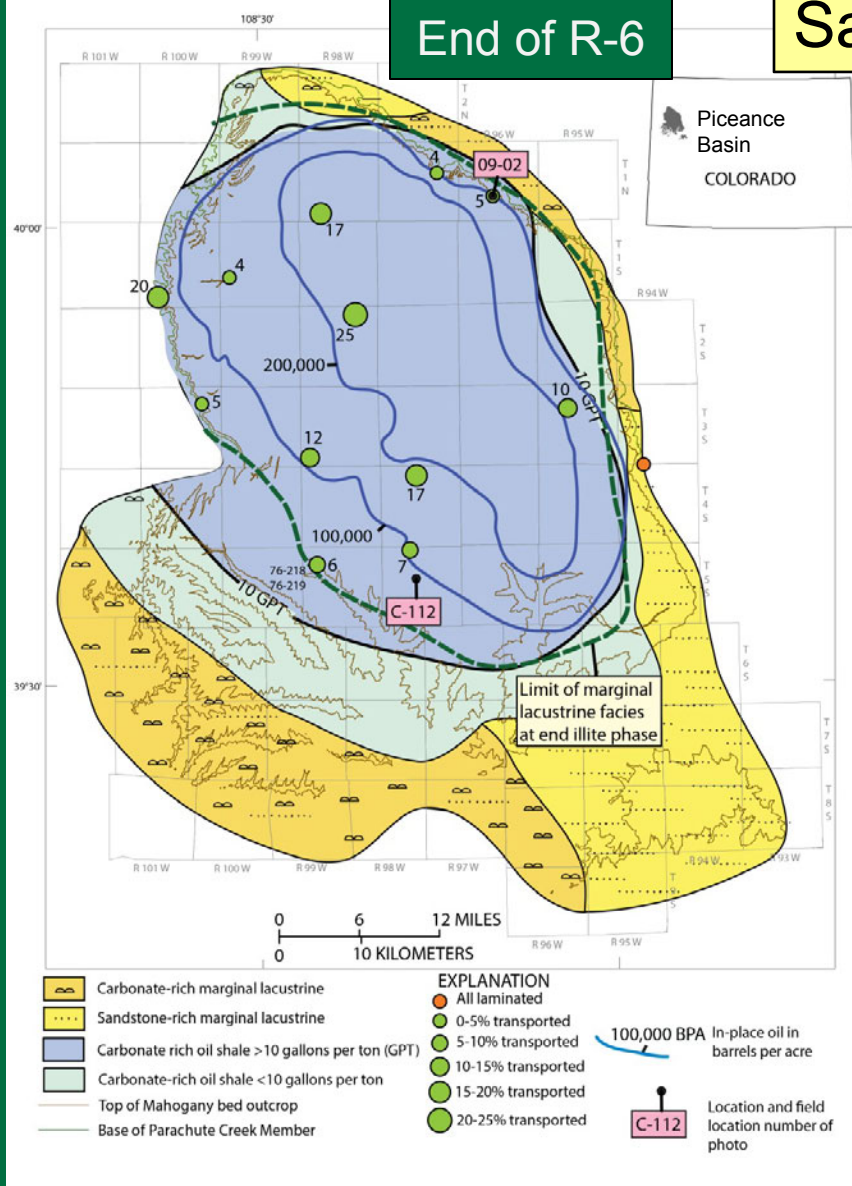 End of R-6
Sa
108°30'
R 101 W
R 100 W
R 99 W
R 98 W
T 2 N
R 96 W
R 95 W
Piceance
Basin
COLORADO
4
09-02
5
T 1 N
17
40°00'
4
T 1 S
20
R 94 W
25
T 2 S
200,000
10 GPT
10
5
T 3 S
12
17
T 4 S
100,000
76-218
76-219
6
7
T 5 S
10 GPT
C-112
T 6 S
39°30'
Limit of marginal
lacustrine facies
at end illite phase
T 7 S
T 8 S
R 101 W
R 100 W
R 99 W
R 98 W
R 97 W
R 94 W
R 93 W
T 9 S
R 96 W
R 95 W
0 6 12 MILES
0 10 KILOMETERS
Carbonate-rich marginal lacustrine
Sandstone-rich marginal lacustrine
Carbonate rich oil shale >10 gallons per ton (GPT)
Carbonate-rich oil shale <10 gallons per ton
Top of Mahogany bed outcrop
Base of Parachute Creek Member
EXPLANATION
All laminated
0-5% transported
5-10% transported
10-15% transported
15-20% transported
20-25% transported
100,000 BPA
In-place oil in
barrels per acre
C-112
Location and field
location number of
photo